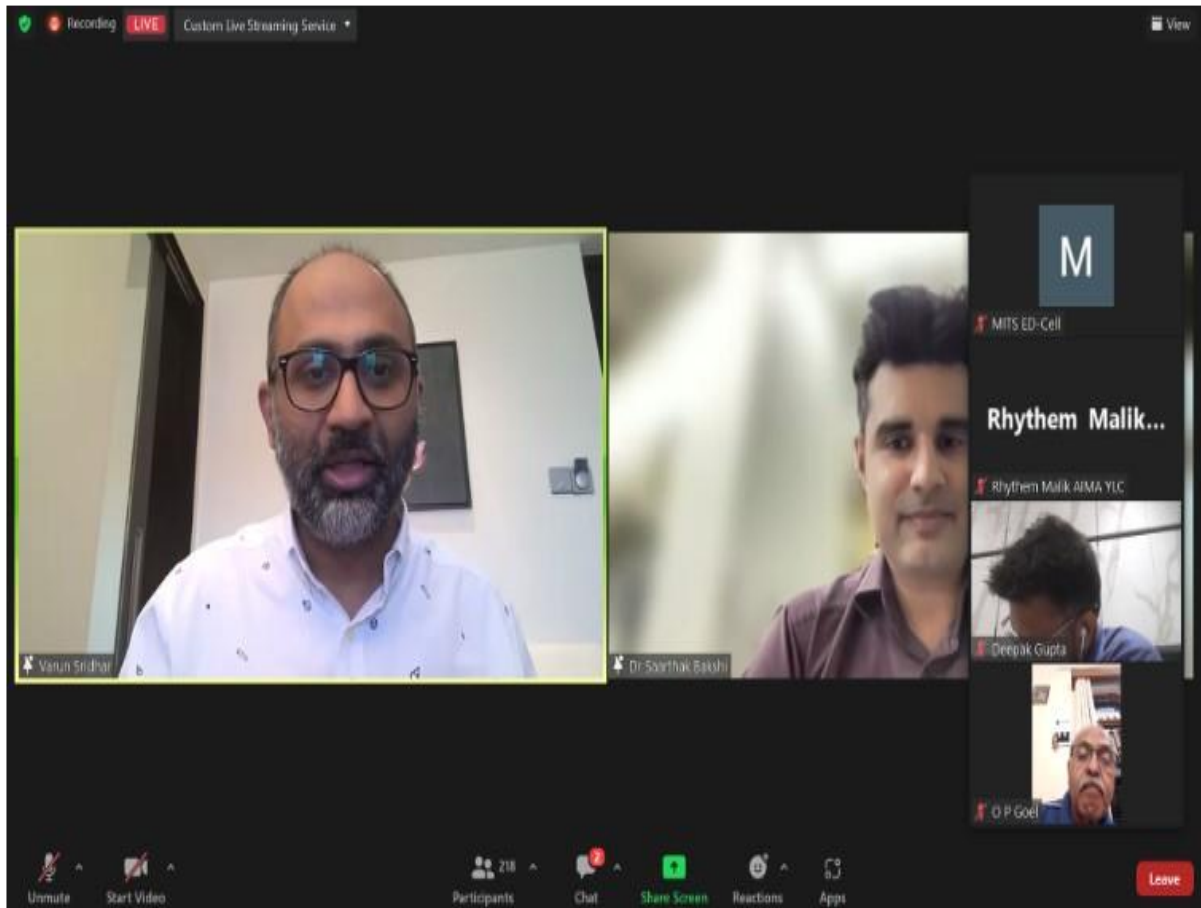 Recording LIVE Custom Live Streaming Service
View
M
MITS ED-Cell
Rhythem Malik...
Rhythem Malik AIMA YLC
Varun Sridhar
Dr Saarthak Bakshi
Deepak Gupta
O P Goel
218
2
Unmute
Start Video
Participants
Chat
Share Screen
Reactions
Apps
Leave